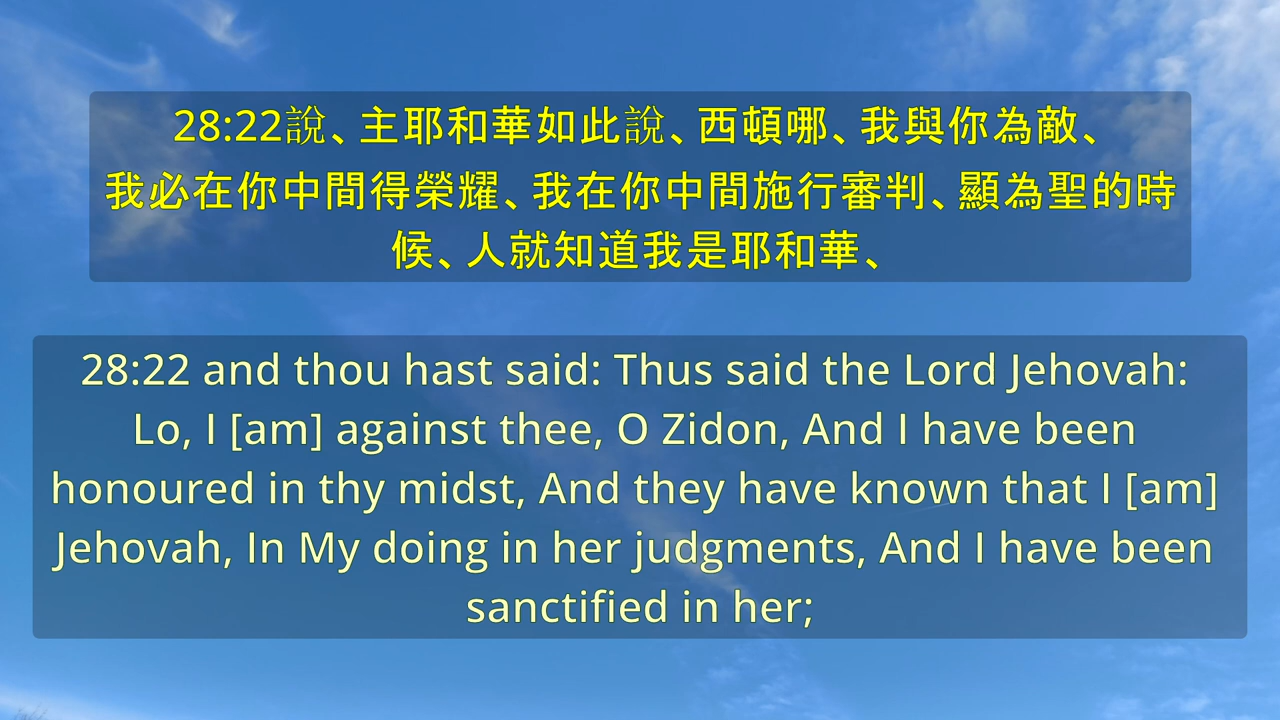 28:22說、主耶和華如此說、西頓哪、我與你為敵、
我必在你中間得榮耀、我在你中間施行審判、顯為聖的時
候、人就知道我是耶和華、
28:22 and thou hast said: Thus said the Lord Jehovah:
Lo, I [am] against thee, O Zidon, And I have been
honoured in thy midst, And they have known that I [am]
Jehovah, In My doing in her judgments, And I have been
sanctified in her;